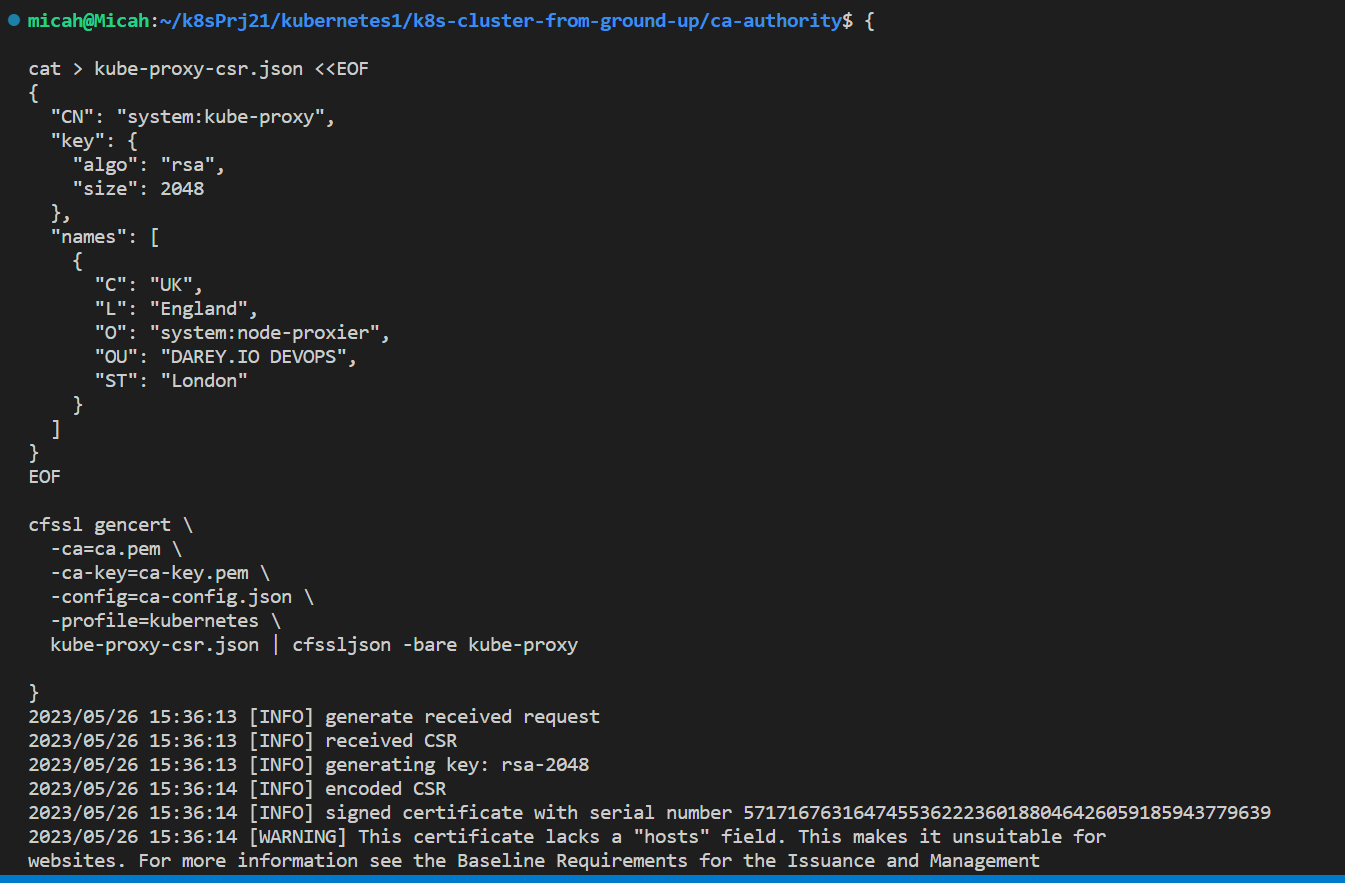 micah@Micah:~/k8sPrj21/kubernetes1/k8s-cluster-from-ground-up/ca-authority$ {
cat > kube-proxy-csr.json <<EOF
{
  "CN": "system:kube-proxy",
  "key": {
    "algo": "rsa",
    "size": 2048
  },
  "names": [
    {
      "C": "UK",
      "L": "England",
      "O": "system:node-proxier",
      "OU": "DAREY.IO DEVOPS",
      "ST": "London"
    }
  ]
}
EOF
cfssl gencert \
  -ca=ca.pem \
  -ca-key=ca-key.pem \
  -config=ca-config.json \
  -profile=kubernetes \
  kube-proxy-csr.json | cfssljson -bare kube-proxy
}
2023/05/26 15:36:13 [INFO] generate received request
2023/05/26 15:36:13 [INFO] received CSR
2023/05/26 15:36:13 [INFO] generating key: rsa-2048
2023/05/26 15:36:14 [INFO] encoded CSR
2023/05/26 15:36:14 [INFO] signed certificate with serial number 571716763164745536222360188046426059185943779639
2023/05/26 15:36:14 [WARNING] This certificate lacks a "hosts" field. This makes it unsuitable for
websites. For more information see the Baseline Requirements for the Issuance and Management